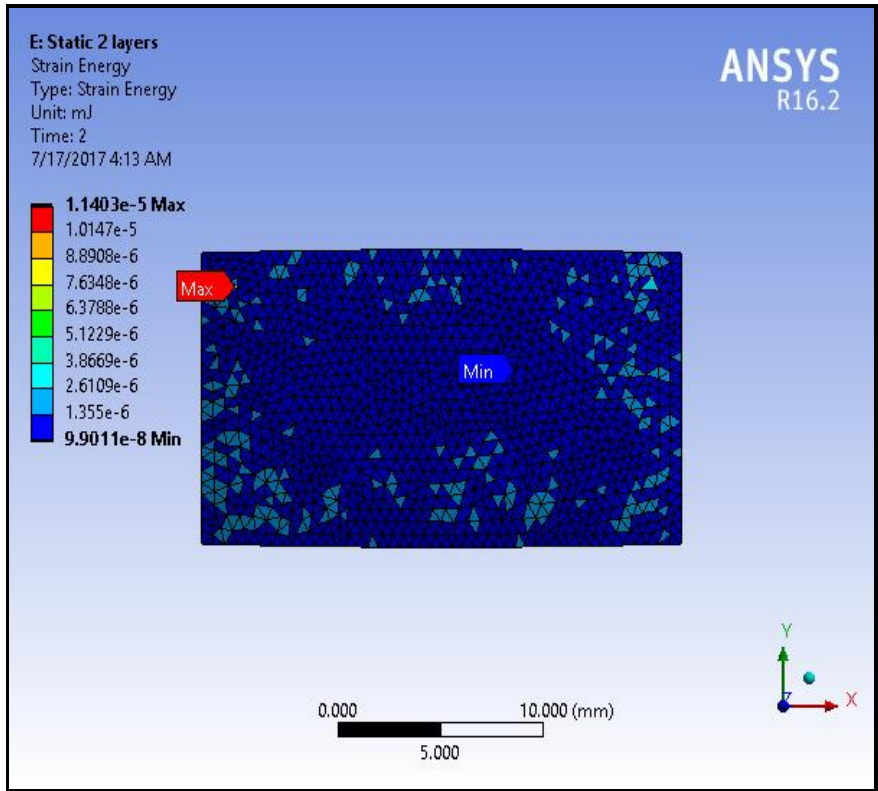 E: Static 2 layers
Strain Energy
Type: Strain Energy
Unit: mJ
Time: 2
7/17/2017 4:13 AM
ANSYS
R16.2
1.1403e-5 Max
1.0147e-5
8.8908e-6
7.6348e-6
6.3788e-6
5.1229e-6
3.8669e-6
2.6109e-6
1.355e-6
9.9011e-8 Min
Max
Min
0.000
10.000 (mm)
5.000
Y
Z
X